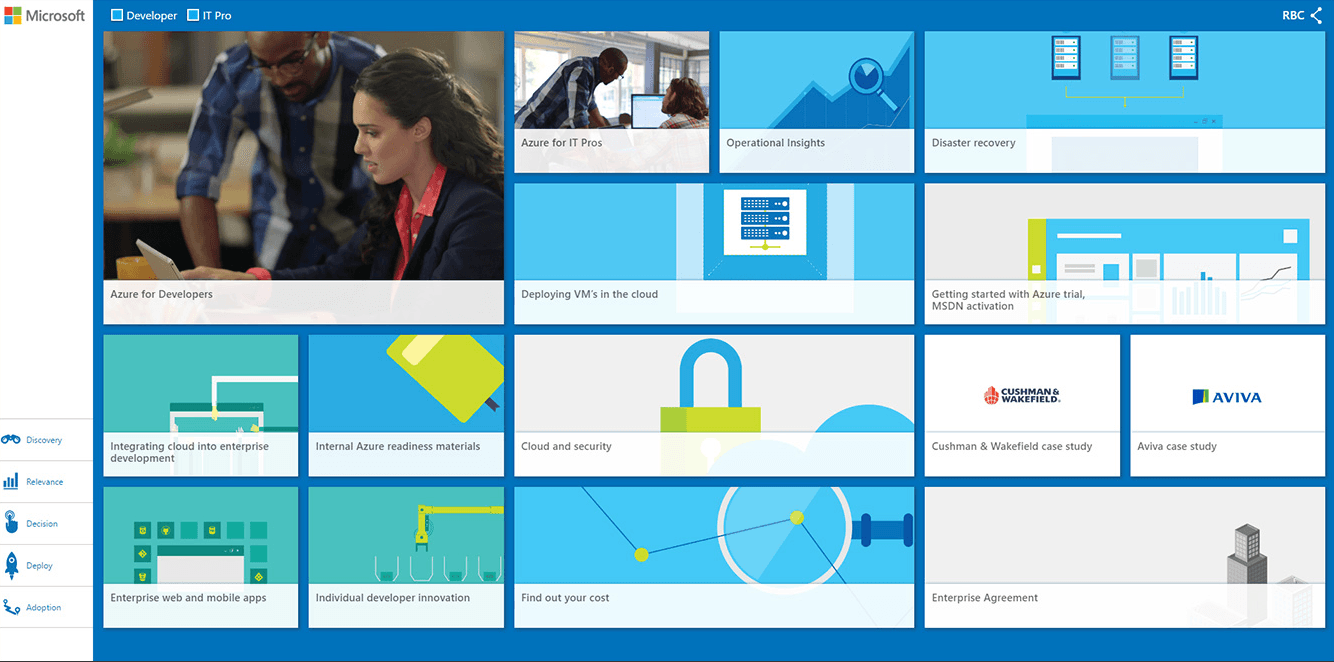 Microsoft
Developer
IT Pro
RBC
Azure for Developers
Azure for IT Pros
Operational Insights
Disaster recovery
Deploying VM's in the cloud
Getting started with Azure trial,
MSDN activation
Integrating cloud into enterprise
development
Internal Azure readiness materials
Cloud and security
CUSHMAN &
WAKEFIELD
Cushman & Wakefield case study
AVIVA
Aviva case study
Enterprise web and mobile apps
Individual developer innovation
Find out your cost
Enterprise Agreement
Discovery
Relevance
Decision
Deploy
Adoption